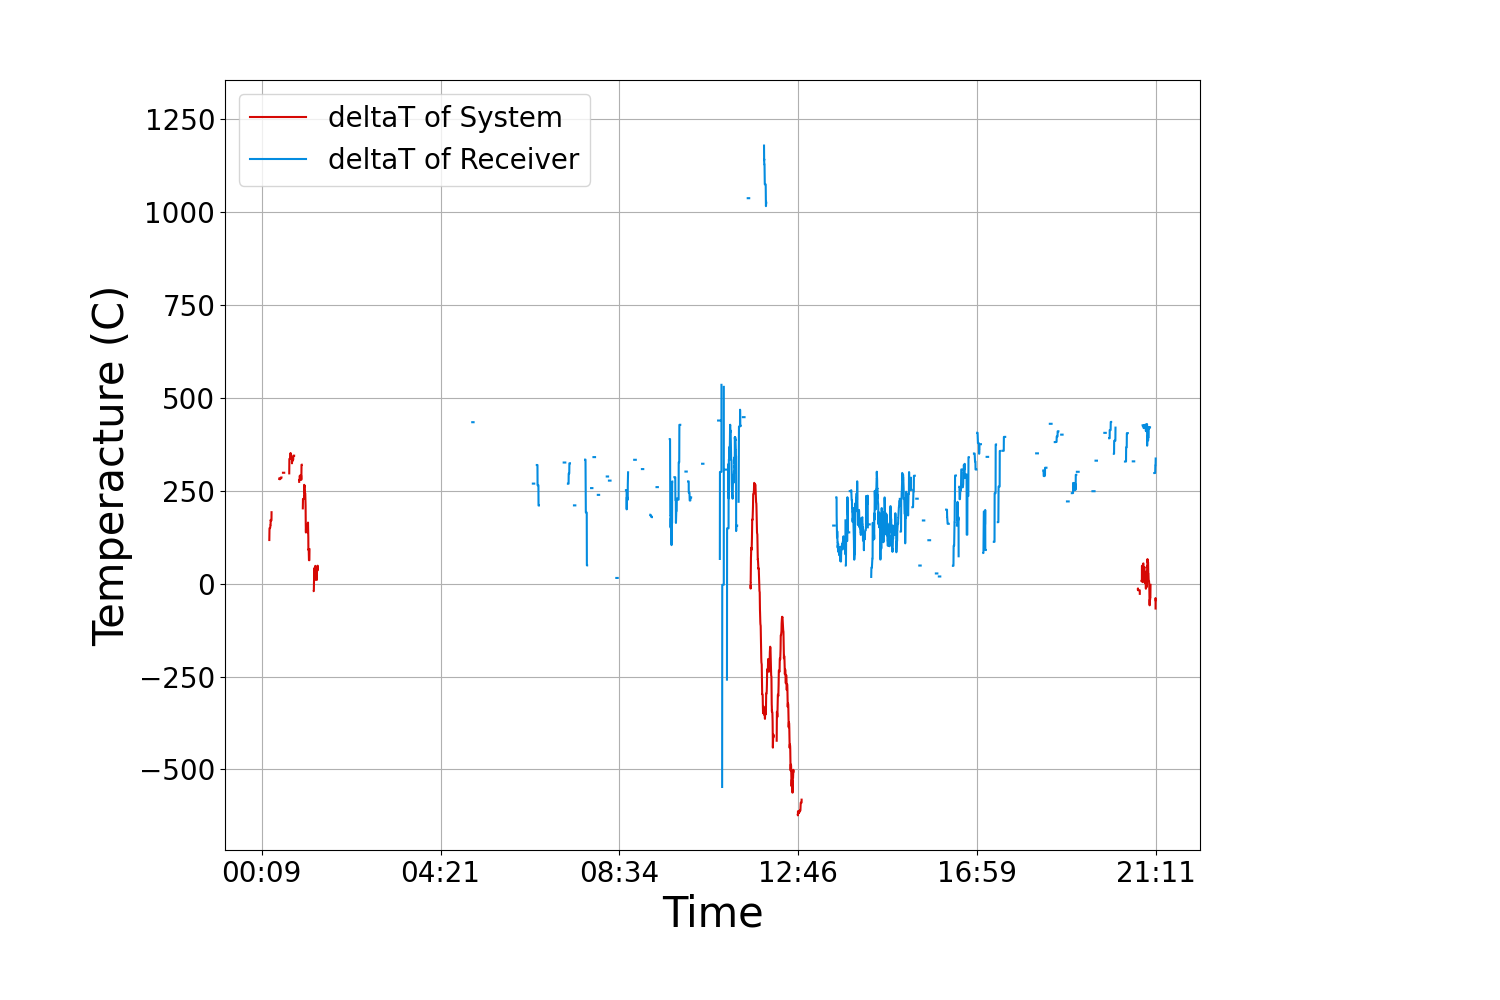 deltaT of System
deltaT of Receiver
1250
1000
750
500
250
0
−250
−500
Temperacture (C)
00:09 04:21 08:34 12:46 16:59 21:11
Time